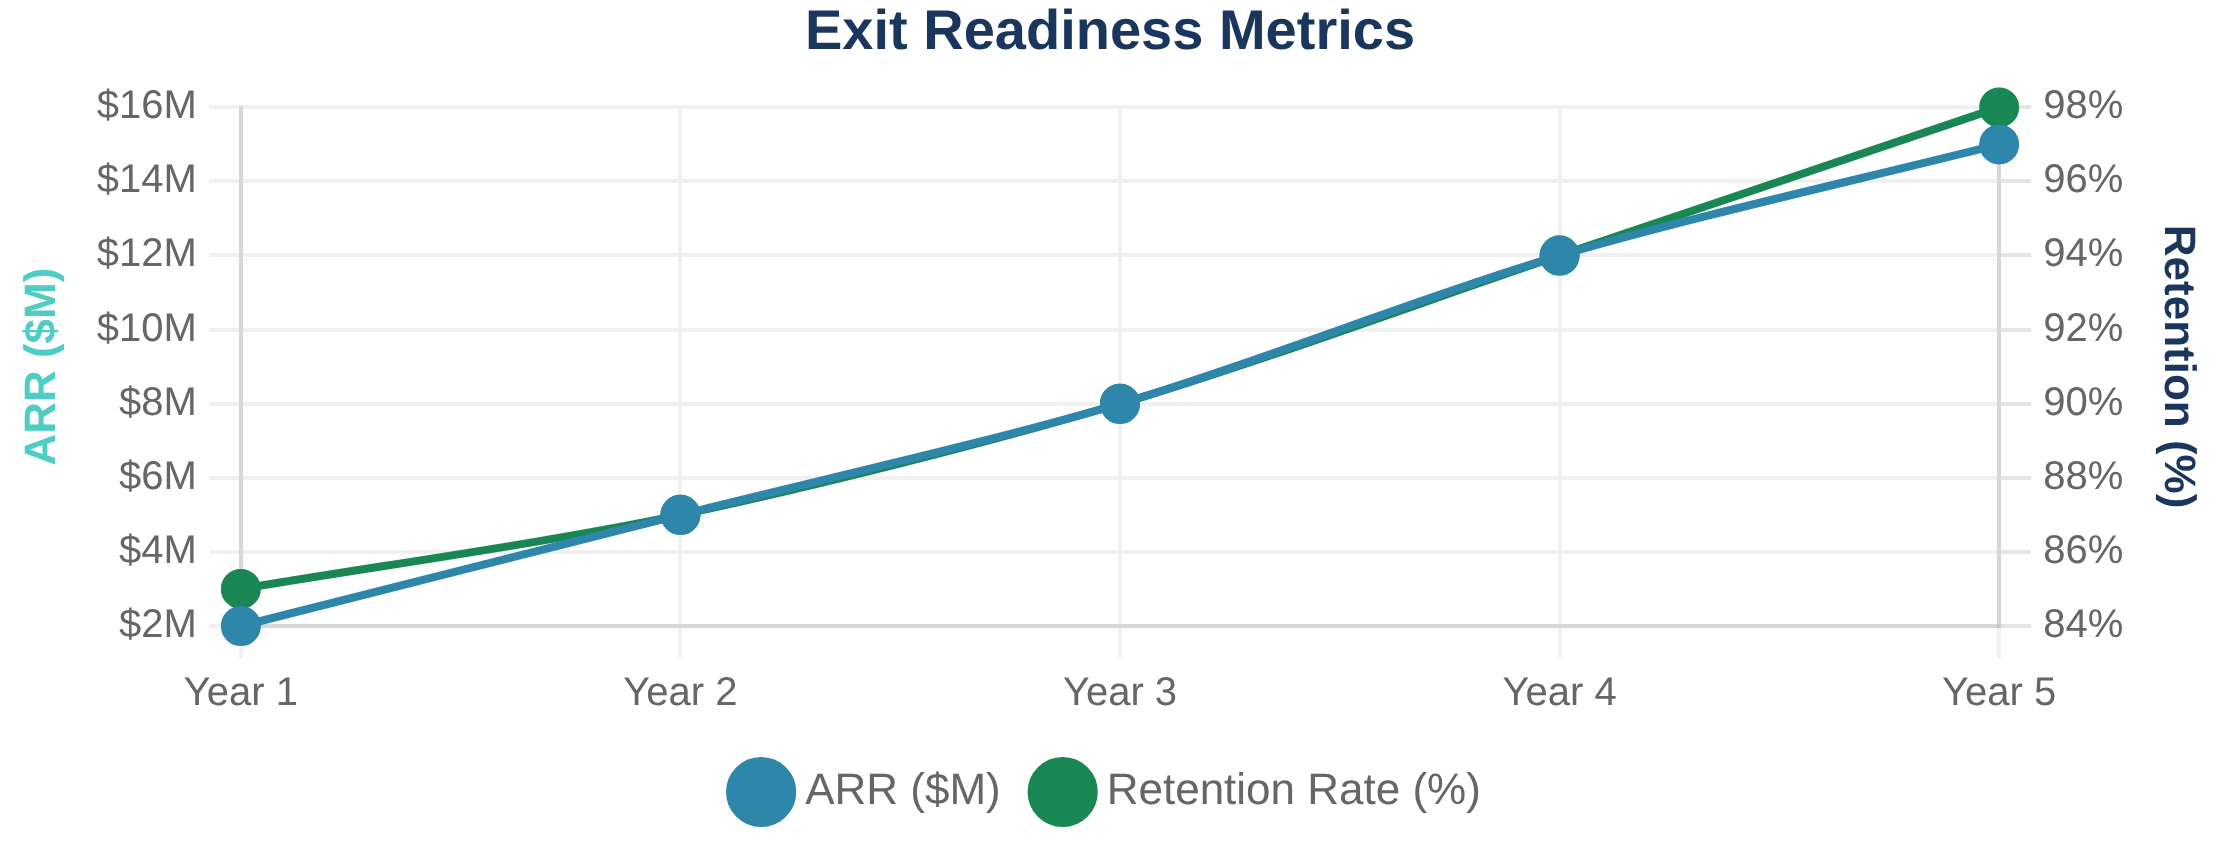 Exit Readiness Metrics
ARR ($M)
$16M
$14M
$12M
$10M
$8M
$6M
$4M
$2M
98%
96%
94%
92%
90%
88%
86%
84%
Retention (%)
Year 1 Year 2 Year 3 Year 4 Year 5
ARR ($M) Retention Rate (%)